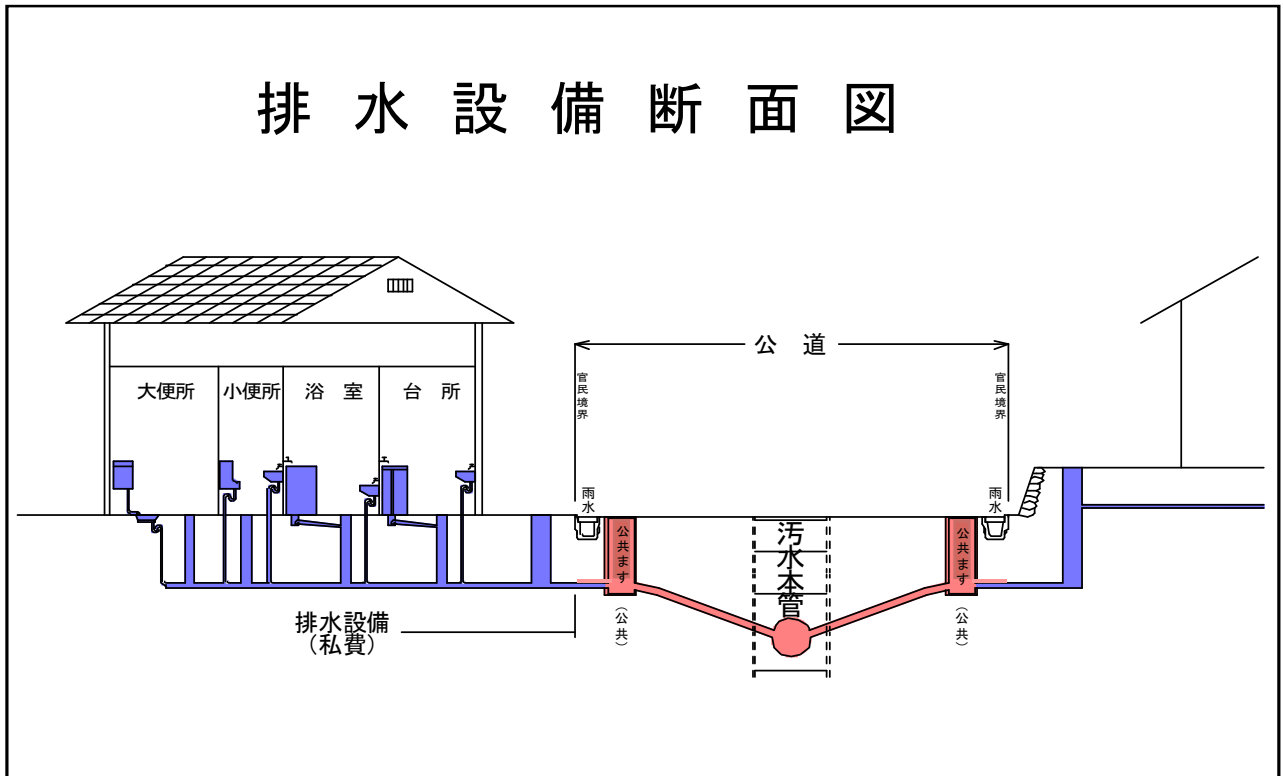 排水設備断面図
公道
官民境界
官民境界
大便所
小便所
浴室
台所
雨水
雨水
公共ます
汚水本管
公共ます
(公共)
(公共)
排水設備
(私費)